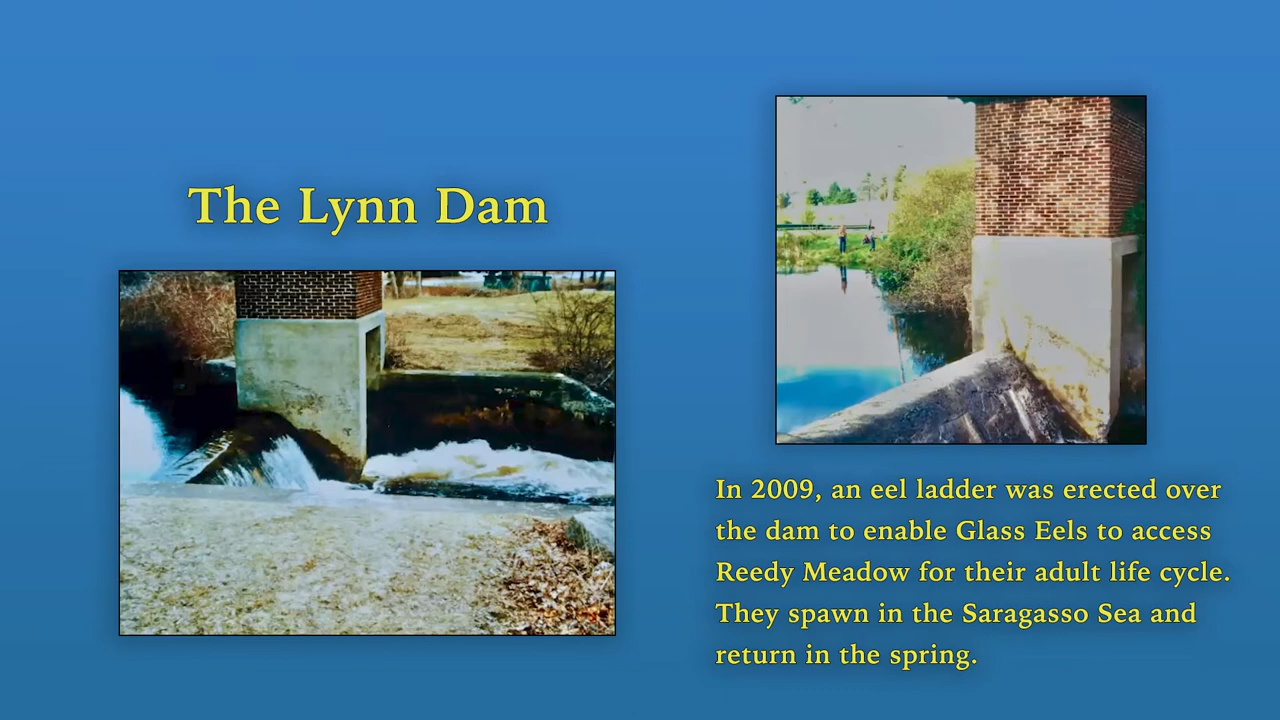 The Lynn Dam
In 2009, an eel ladder was erected over
the dam to enable Glass Eels to access
Reedy Meadow for their adult life cycle.
They spawn in the Saragasso Sea and
return in the spring.